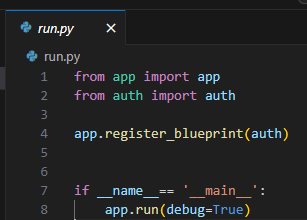 run.py ×
run.py
1 from app import app
2 from auth import auth
3
4 app.register_blueprint(auth)
5
6
7 if __name__== '__main__':
8     app.run(debug=True)